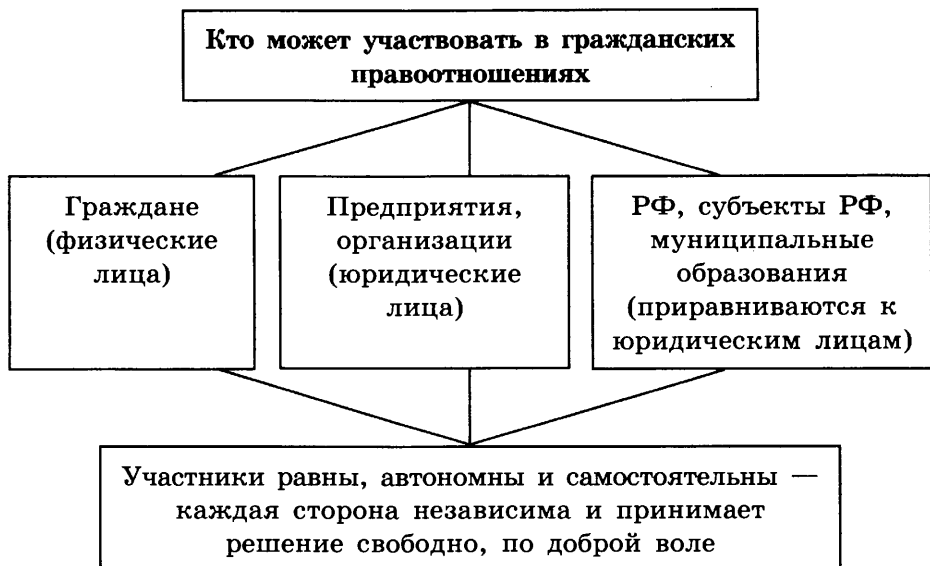 Кто может участвовать в гражданских
правоотношениях
Граждане
(физические
лица)
Предприятия,
организации
(юридические
лица)
РФ, субъекты РФ,
муниципальные
образования
(приравниваются к
юридическим лицам)
Участники равны, автономны и самостоятельны —
каждая сторона независима и принимает
решение свободно, по доброй воле